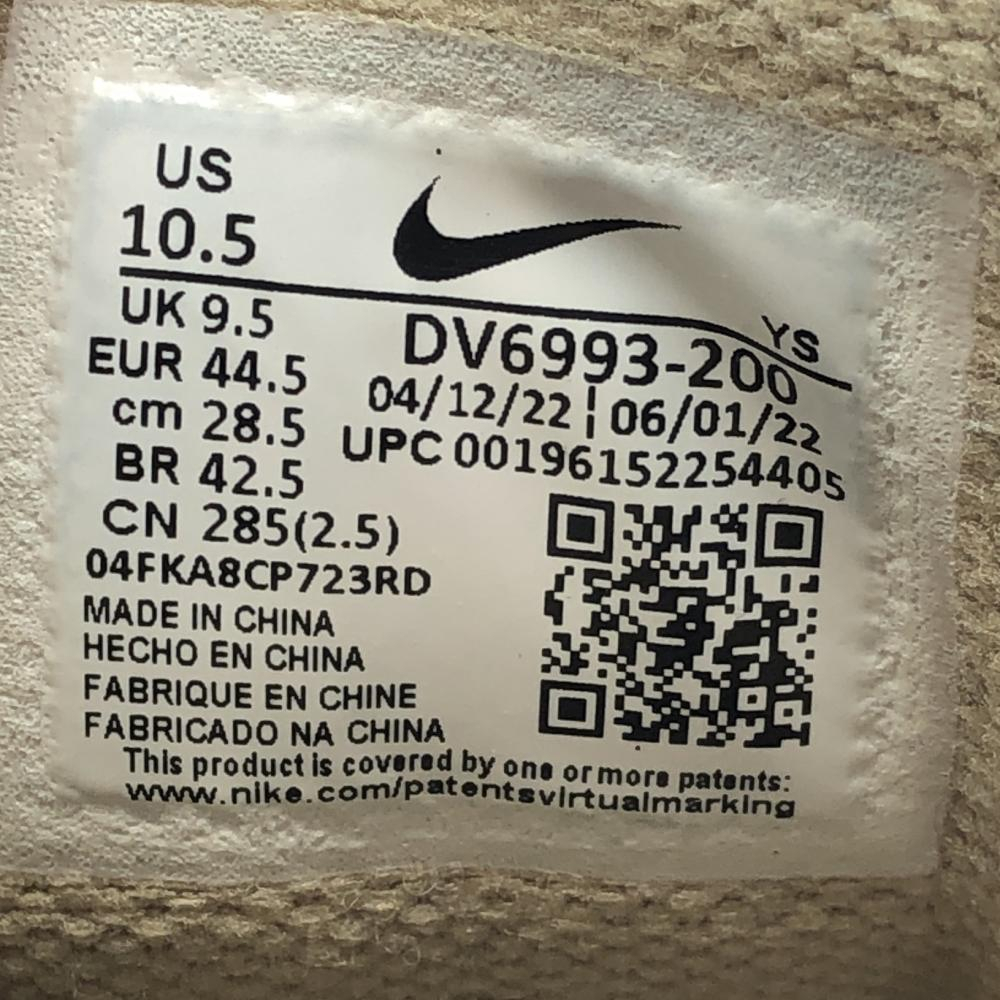 US
10.5
YS
UK 9.5
EUR 44.5
cm 28.5
BR 42.5
CN 285(2.5)
DV6993-200
04/12/22 | 06/01/22
UPC 00196152254405
04FKA8CP723RD
MADE IN CHINA
HECHO EN CHINA
FABRIQUE EN CHINE
FABRICADO NA CHINA
This product is covered by one or more patents:
www.nike.com/patentsvirtualmarking